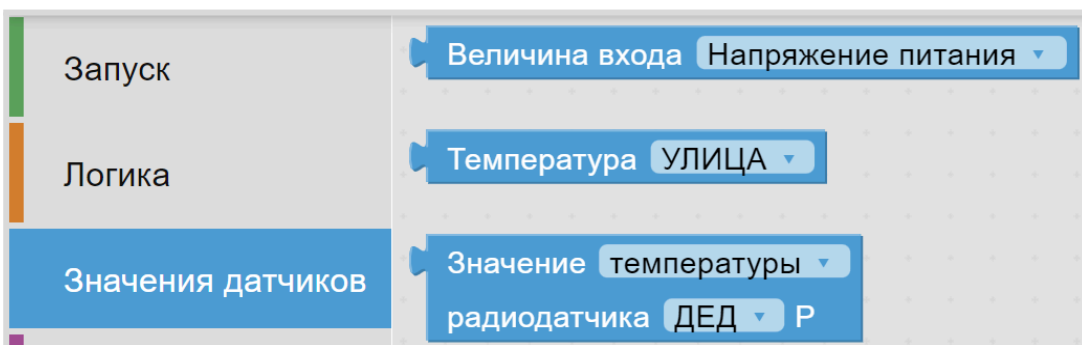 Запуск
Логика
Значения датчиков
Величина входа Напряжение питания
Температура УЛИЦА
Значение температуры
радиодатчика ДЕД Р